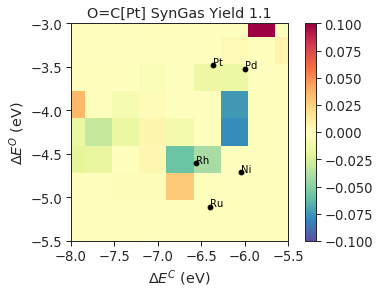 O=C[Pt] SynGas Yield 1.1
−3.0
−3.5
−4.0
−4.5
−5.0
−5.5
ΔE^O (eV)
Pt
Pd
Rh
Ni
Ru
−8.0 −7.5 −7.0 −6.5 −6.0 −5.5
ΔE^C (eV)
0.100
0.075
0.050
0.025
0.000
−0.025
−0.050
−0.075
−0.100